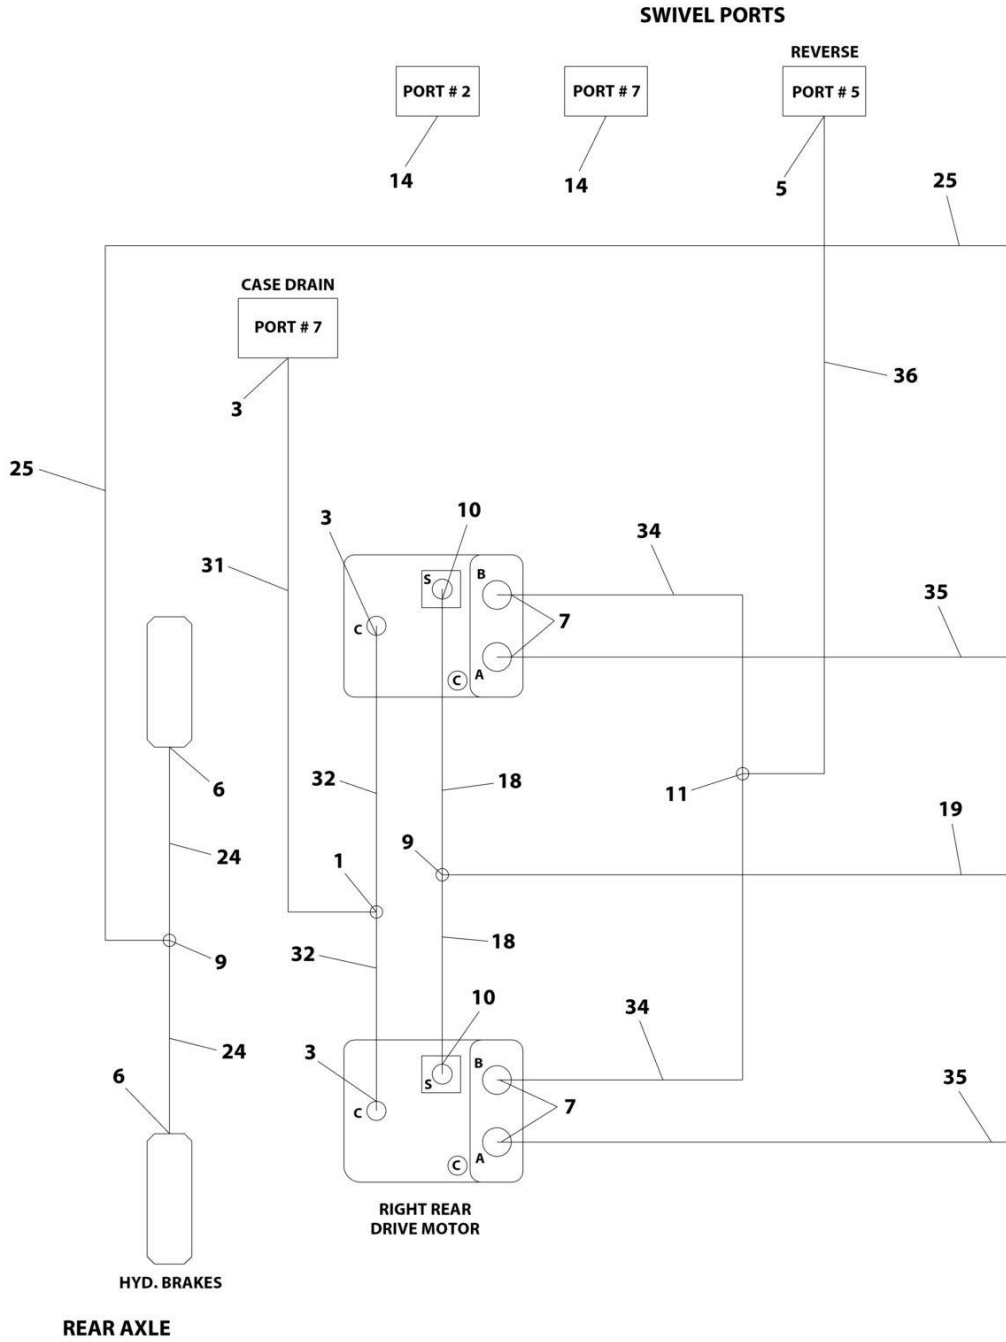 SWIVEL PORTS
REVERSE
PORT # 2
PORT # 7
PORT # 5
14
14
5
25
CASE DRAIN
PORT # 7
36
3
25
10
3
34
31
S
B
7
35
C
A
C
6
32
18
11
19
9
24
1
9
32
18
10
34
24
3
B
S
6
7
35
C
A
C
RIGHT REAR
DRIVE MOTOR
HYD. BRAKES
REAR AXLE